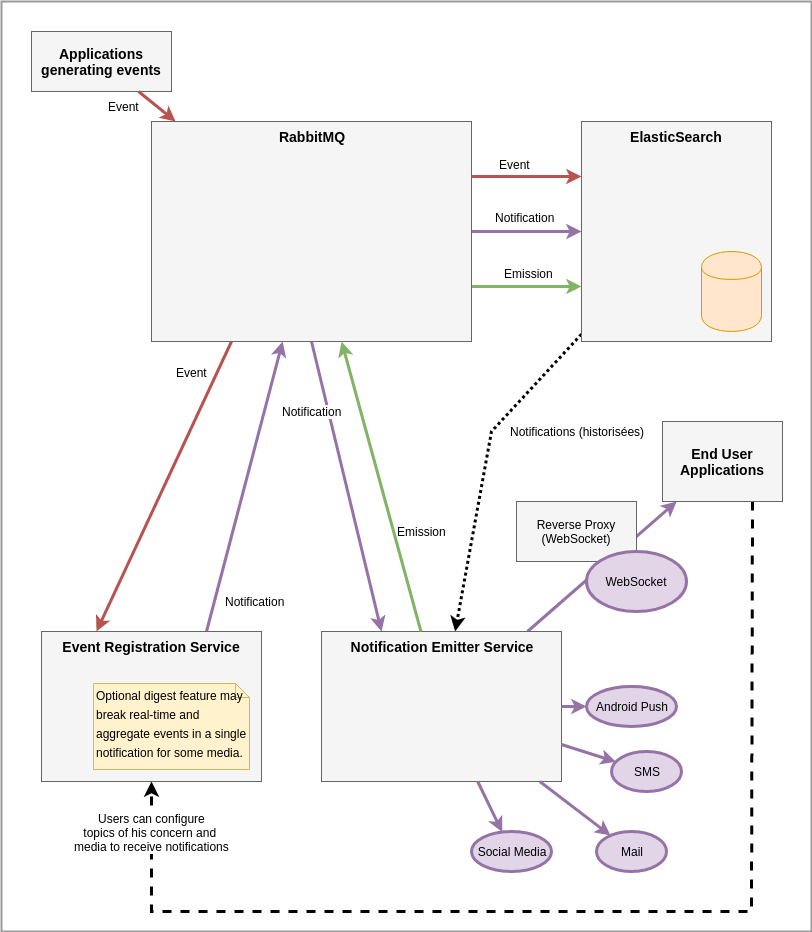 Applications
generating events
Event
RabbitMQ
ElasticSearch
Event
Notification
Emission
Event
Notification
Notifications (historisées)
End User
Applications
Reverse Proxy
(WebSocket)
Emission
WebSocket
Notification
Event Registration Service
Notification Emitter Service
Optional digest feature may
break real-time and
aggregate events in a single
notification for some media.
Android Push
SMS
Users can configure
topics of his concern and
media to receive notifications
Social Media
Mail